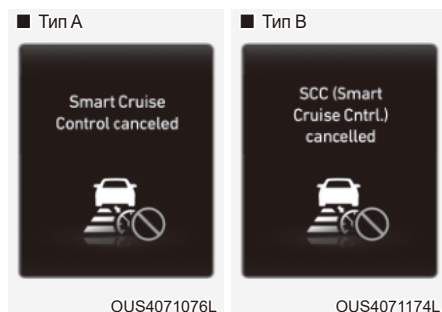 ■ Тип А
■ Тип В
Smart Cruise
Control canceled
SCC (Smart
Cruise Cntrl.)
cancelled
OUS4071076L
OUS4071174L